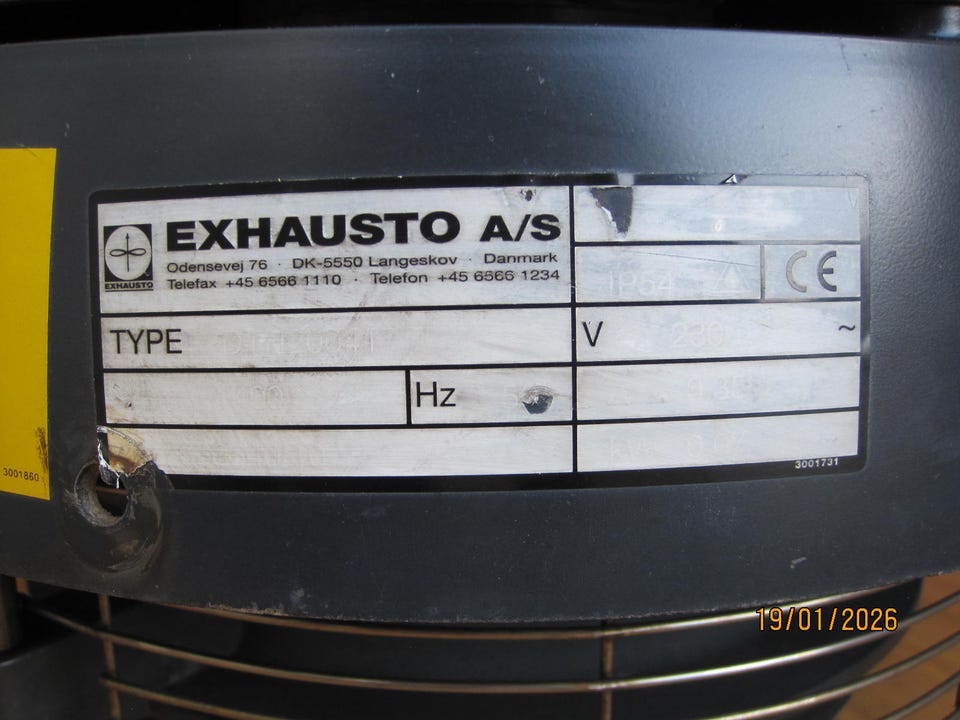 EXHAUSTO A/S
EXHAUSTO
Odensevej 76 · DK-5550 Langeskov · Danmark
Telefax +45 6566 1110 · Telefon +45 6566 1234
IP54
CE
TYPE
V 230 ~
Hz
3001731
3001860
19/01/2026